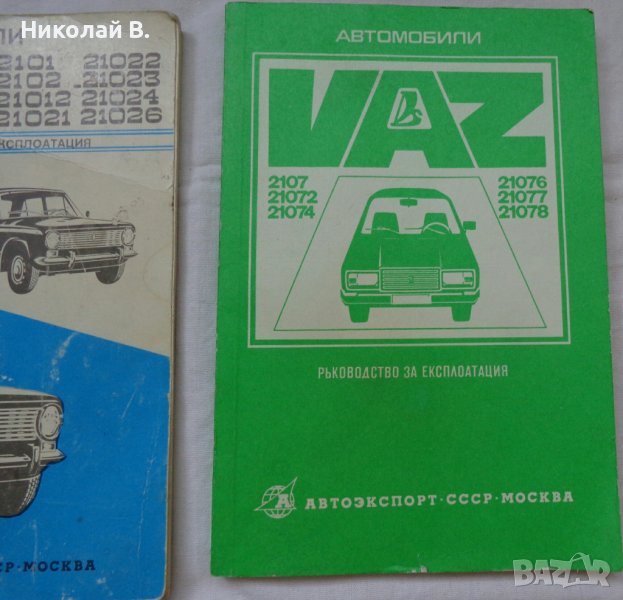 Николай В.
ЛИ
2101 21022
2102 21023
21012 21024
21021 21026
ЕКСПЛОАТАЦИЯ
СР·МОСКВА
АВТОМОБИЛИ
VAZ
2107 21076
21072 21077
21074 21078
РЪКОВОДСТВО ЗА ЕКСПЛОАТАЦИЯ
АВТОЭКСПОРТ·СССР·МОСКВА
BAZAR